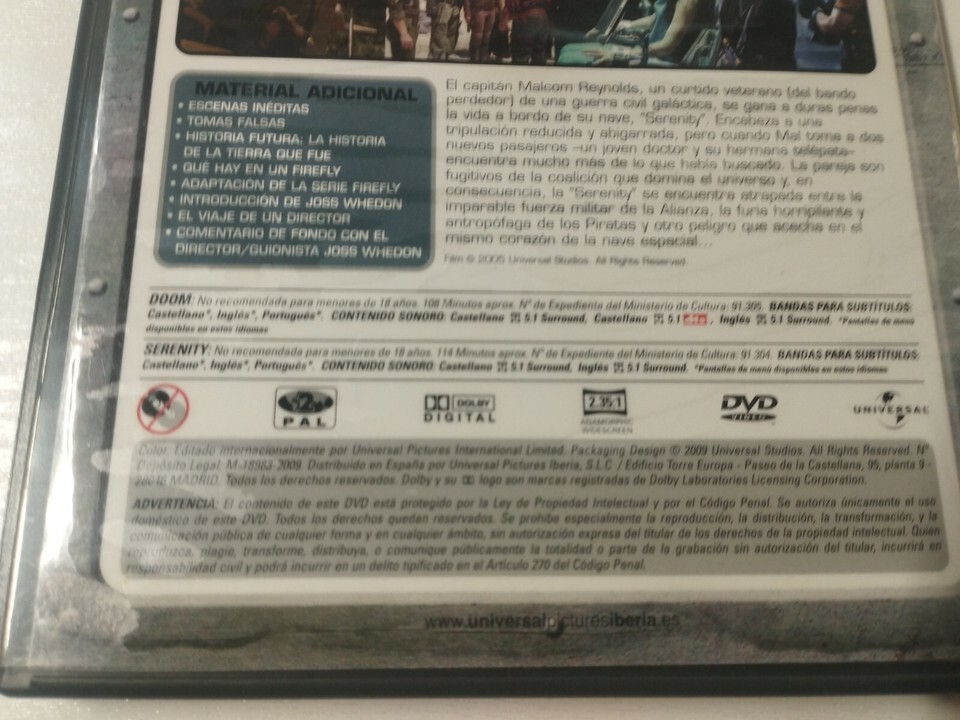 MATERIAL ADICIONAL
• ESCENAS INÉDITAS
• TOMAS FALSAS
• HISTORIA FUTURA: LA HISTORIA
DE LA TIERRA QUE FUE
• QUÉ HAY EN UN FIREFLY
• ADAPTACIÓN DE LA SERIE FIREFLY
• INTRODUCCIÓN DE JOSS WHEDON
• EL VIAJE DE UN DIRECTOR
• COMENTARIO DE FONDO CON EL
DIRECTOR/GUIONISTA JOSS WHEDON
El capitán Malcom Reynolds, un curtido veterano (del bando
perdedor) de una guerra civil galáctica, se gana a duras penas
la vida a bordo de su nave, "Serenity". Encabeza a una
tripulación reducida y abigarrada, pero cuando Mal toma a dos
nuevos pasajeros -un joven doctor y su hermana telépata-
encuentra mucho más de lo que había buscado. La pareja son
fugitivos de la coalición que domina el universo y, en
consecuencia, la "Serenity" se encuentra atrapada entre la
imparable fuerza militar de la Alianza, la furia horripilante y
antropófaga de los Piratas y otro peligro que acecha en el
mismo corazón de la nave espacial...
Film © 2005 Universal Studios. All Rights Reserved.
DOOM: No recomendada para menores de 18 años. 108 Minutos aprox. Nº de Expediente del Ministerio de Cultura: 91.305. BANDAS PARA SUBTÍTULOS:
Castellano*, Inglés*, Portugués*. CONTENIDO SONORO: Castellano 5.1 Surround, Castellano 5.1 dts, Inglés 5.1 Surround. *Pantallas de menú
disponibles en estos idiomas
SERENITY: No recomendada para menores de 18 años. 114 Minutos aprox. Nº de Expediente del Ministerio de Cultura: 91.304. BANDAS PARA SUBTÍTULOS:
Castellano*, Inglés*, Portugués*. CONTENIDO SONORO: Castellano 5.1 Surround, Inglés 5.1 Surround. *Pantallas de menú disponibles en estos idiomas
2 PAL DOLBY DIGITAL 2.35:1 ANAMORPHIC WIDESCREEN DVD VIDEO UNIVERSAL
Color. Editado internacionalmente por Universal Pictures International Limited. Packaging Design © 2009 Universal Studios. All Rights Reserved. Nº
Depósito Legal: M-18983-2009. Distribuido en España por Universal Pictures Iberia, S.L.C / Edificio Torre Europa - Paseo de la Castellana, 95, planta 9 -
28046 MADRID. Todos los derechos reservados. Dolby y su logo son marcas registradas de Dolby Laboratories Licensing Corporation.
ADVERTENCIA: El contenido de este DVD está protegido por la Ley de Propiedad Intelectual y por el Código Penal. Se autoriza únicamente el uso
doméstico de este DVD. Todos los derechos quedan reservados. Se prohíbe especialmente la reproducción, la distribución, la transformación, y la
comunicación pública de cualquier forma y en cualquier ámbito, sin autorización expresa del titular de los derechos de la propiedad intelectual. Quien
reproduzca, plagie, transforme, distribuya, o comunique públicamente la totalidad o parte de la grabación sin autorización del titular, incurrirá en
responsabilidad civil y podrá incurrir en un delito tipificado en el Artículo 270 del Código Penal.
www.universalpicturesiberia.es